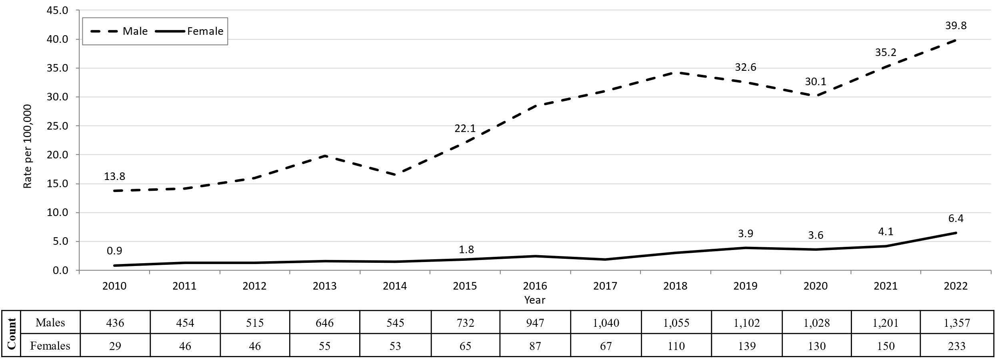 45.0
40.0
35.0
30.0
25.0
20.0
15.0
10.0
5.0
0.0
Rate per 100,000
Male Female
13.8 22.1 32.6 30.1 35.2 39.8
0.9 1.8 3.9 3.6 4.1 6.4
2010 2011 2012 2013 2014 2015 2016 2017 2018 2019 2020 2021 2022
Year
Count
Males 436 454 515 646 545 732 947 1,040 1,055 1,102 1,028 1,201 1,357
Females 29 46 46 55 53 65 87 67 110 139 130 150 233